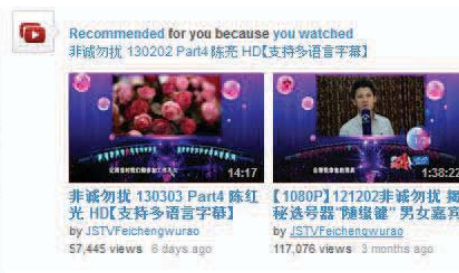 Recommended for you because you watched
非诚勿扰 130202 Part4 陈亮 HD【支持多语言字幕】
14:17
1:38:22
非诚勿扰 130303 Part4 陈红
光 HD【支持多语言字幕】
by JSTVFeichengwurao
57,445 views 6 days ago
【1080P】121202非诚勿扰 揭
秘选号器"随缘键" 男女嘉宾
by JSTVFeichengwurao
117,076 views 3 months ago